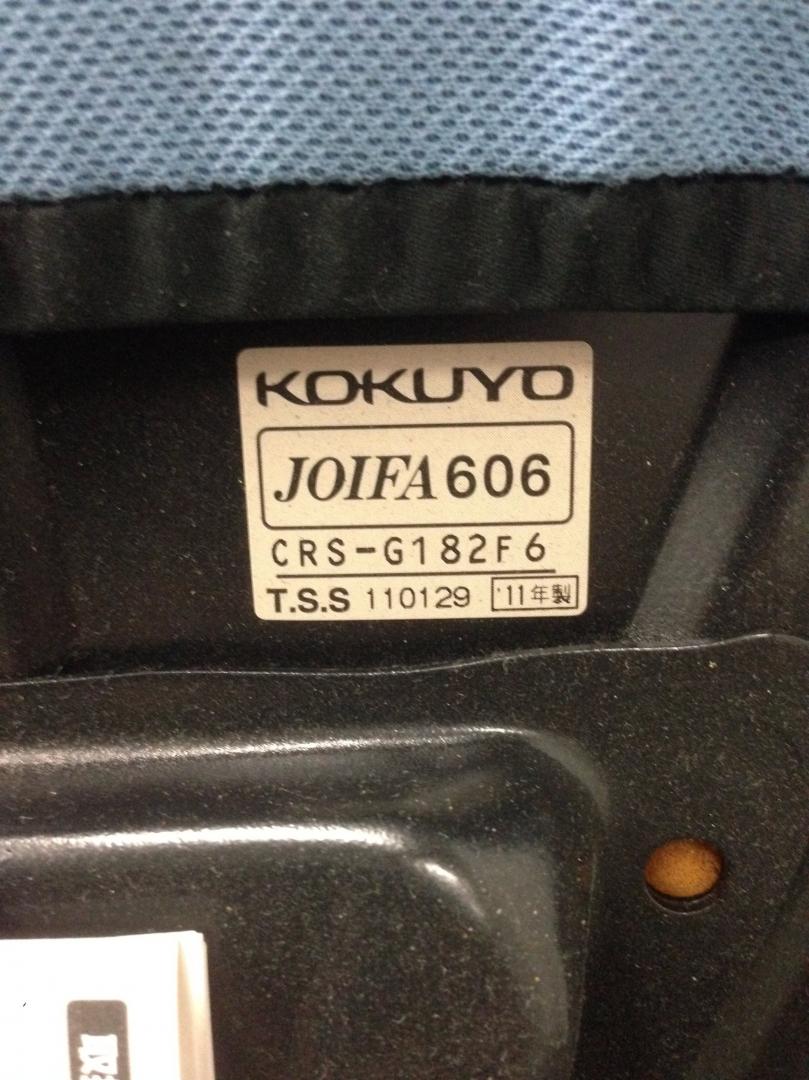 KOKUYO
JOIFA 606
CRS-G182F6
T.S.S 110129 '11年製